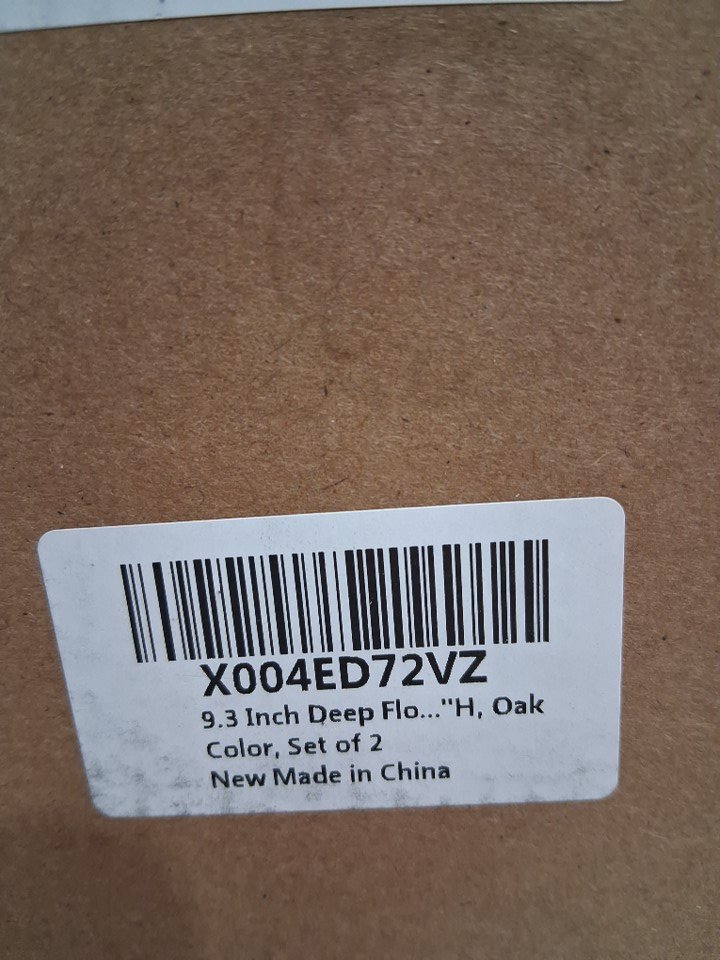 X004ED72VZ
9.3 Inch Deep Flo..."H, Oak
Color, Set of 2
New Made in China